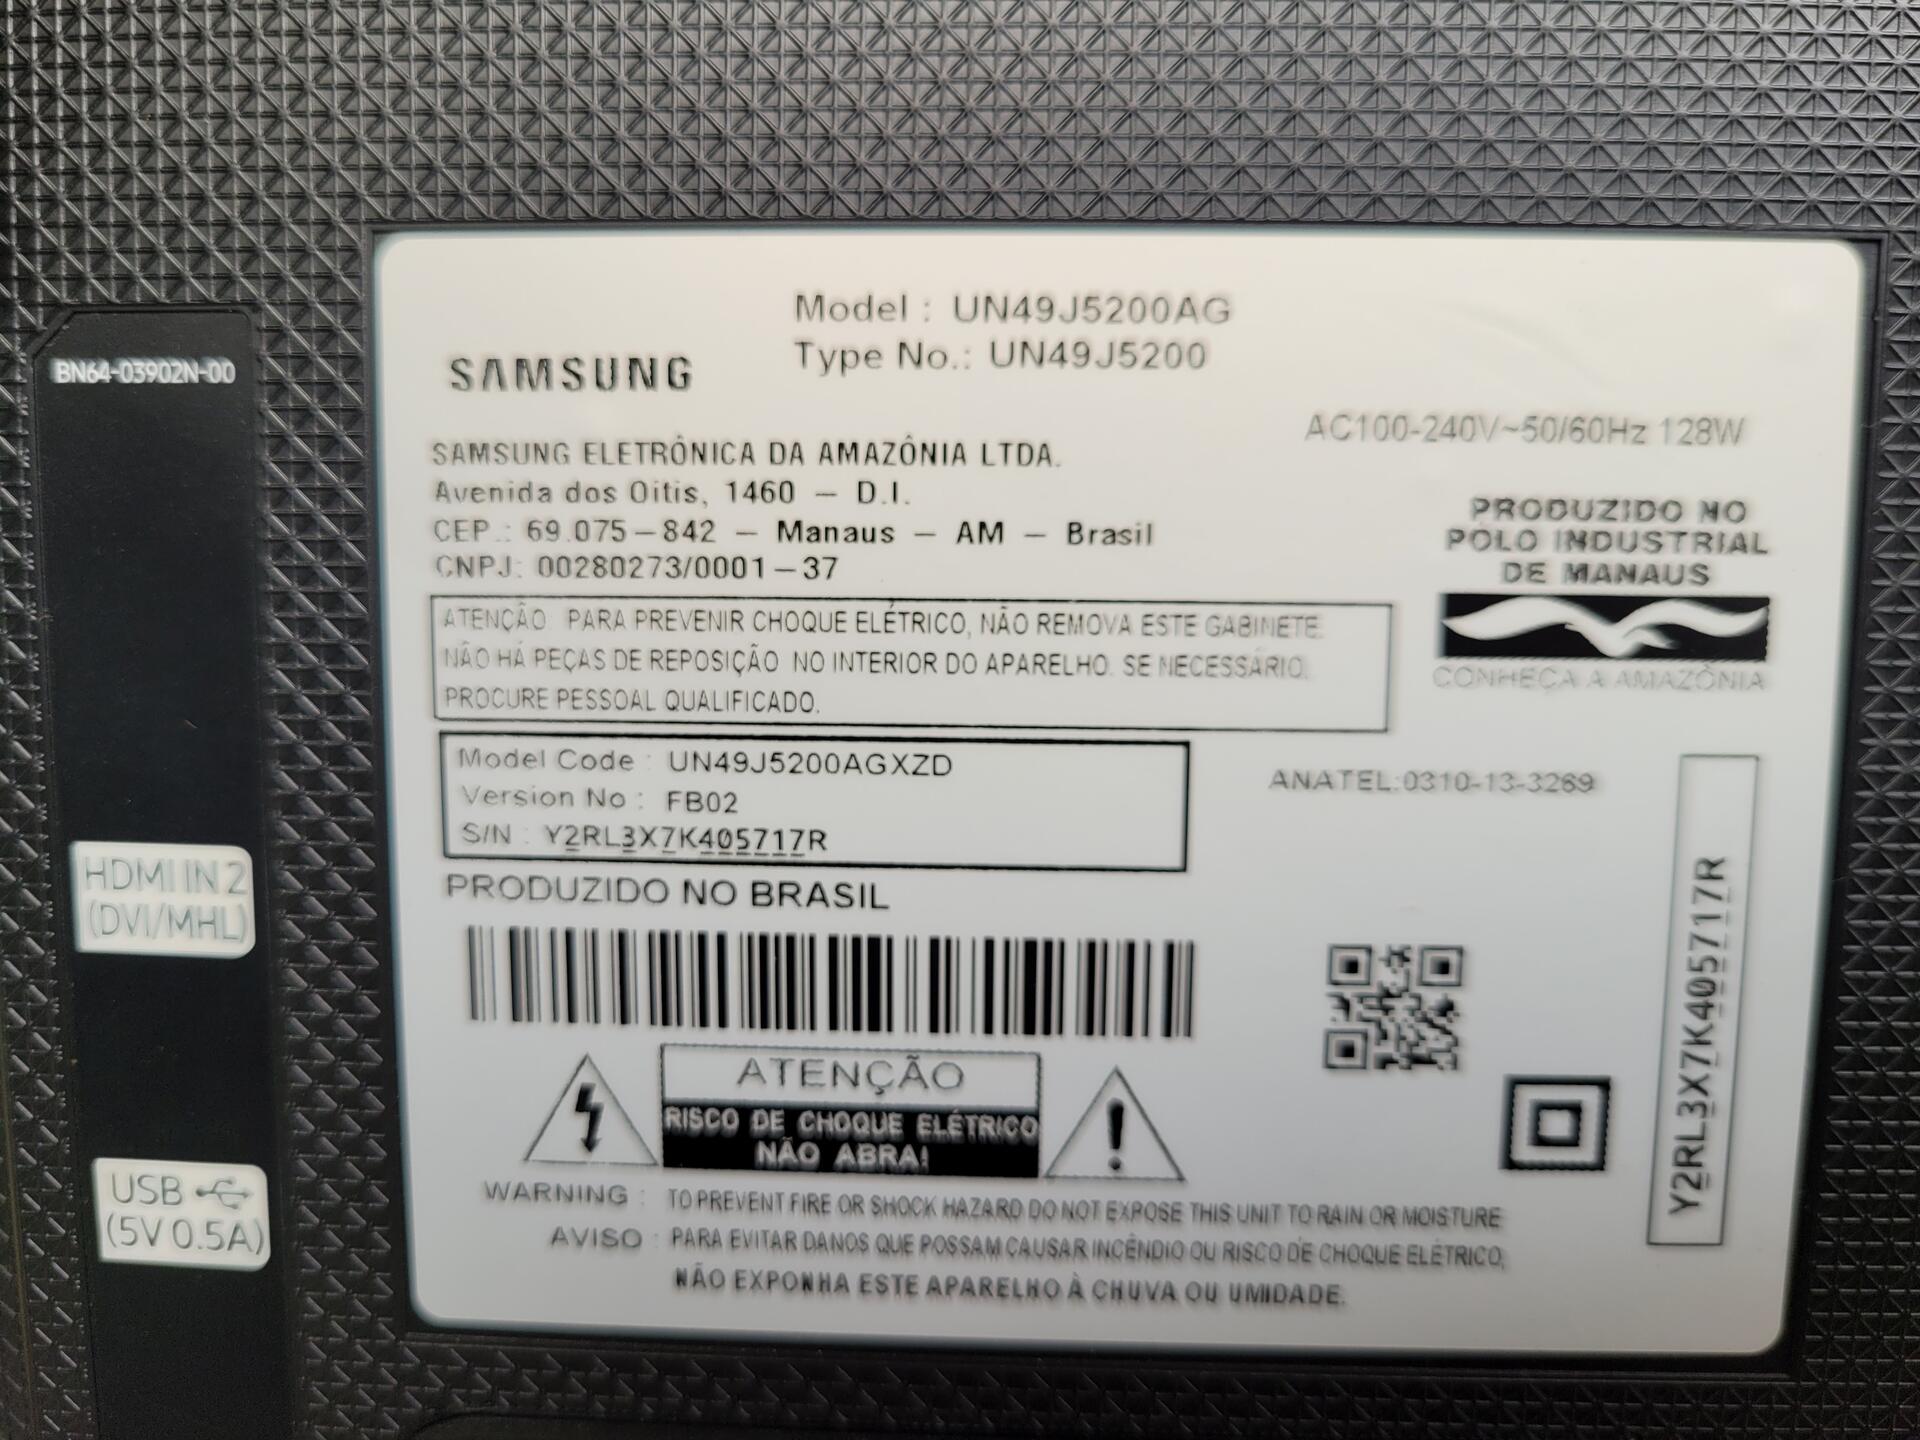 BN64-03902N-00
HDMI IN 2
(DVI/MHL)
USB
(5V 0.5A)
SAMSUNG
Model : UN49J5200AG
Type No.: UN49J5200
AC100-240V~50/60Hz 128W
SAMSUNG ELETRÔNICA DA AMAZÔNIA LTDA.
Avenida dos Oitis, 1460 – D.I.
CEP.: 69.075–842 – Manaus – AM – Brasil
CNPJ: 00280273/0001–37
PRODUZIDO NO
POLO INDUSTRIAL
DE MANAUS
CONHEÇA A AMAZÔNIA
ATENÇÃO: PARA PREVENIR CHOQUE ELÉTRICO, NÃO REMOVA ESTE GABINETE.
NÃO HÁ PEÇAS DE REPOSIÇÃO NO INTERIOR DO APARELHO. SE NECESSÁRIO,
PROCURE PESSOAL QUALIFICADO.
Model Code : UN49J5200AGXZD
Version No : FB02
S/N : Y2RL3X7K405717R
ANATEL:0310-13-3269
PRODUZIDO NO BRASIL
Y2RL3X7K405717R
ATENÇÃO
RISCO DE CHOQUE ELÉTRICO
NÃO ABRA!
WARNING : TO PREVENT FIRE OR SHOCK HAZARD DO NOT EXPOSE THIS UNIT TO RAIN OR MOISTURE
AVISO : PARA EVITAR DANOS QUE POSSAM CAUSAR INCÊNDIO OU RISCO DE CHOQUE ELÉTRICO,
NÃO EXPONHA ESTE APARELHO À CHUVA OU UMIDADE.